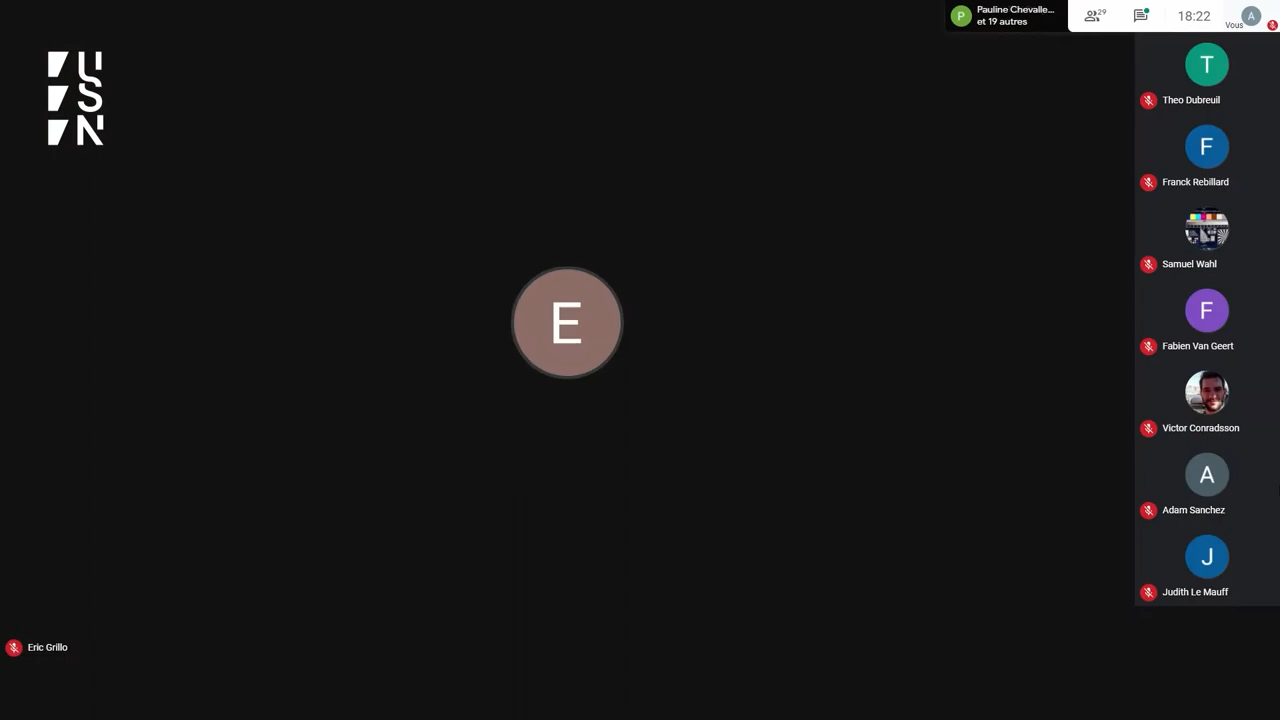 Pauline Chevalle...
et 19 autres
29
18:22
A
Vous
P
U
S
N
T
Theo Dubreuil
F
Franck Rebillard
Samuel Wahl
F
Fabien Van Geert
E
Victor Conradsson
A
Adam Sanchez
J
Judith Le Mauff
Eric Grillo